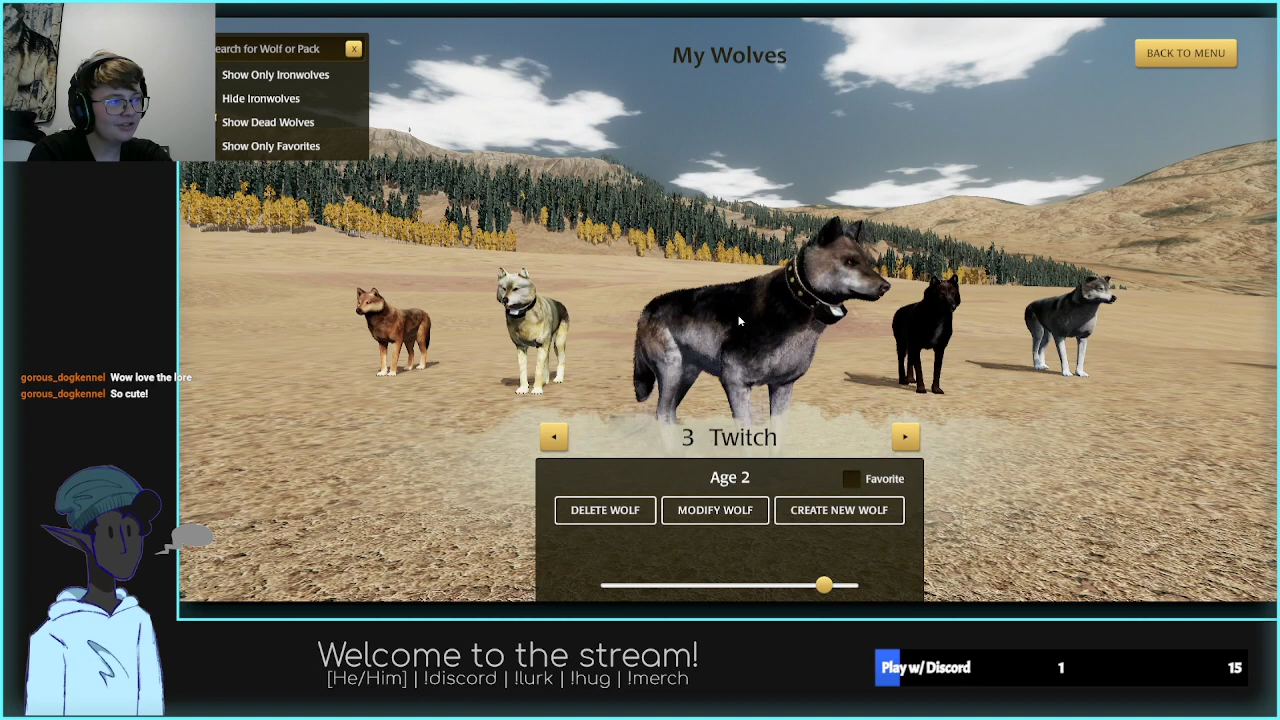 earch for Wolf or Pack
X
Show Only Ironwolves
Hide Ironwolves
Show Dead Wolves
Show Only Favorites
My Wolves
BACK TO MENU
gorous_dogkennel Wow love the lore
gorous_dogkennel So cute!
3 Twitch
Age 2
Favorite
DELETE WOLF
MODIFY WOLF
CREATE NEW WOLF
Welcome to the stream!
[He/Him] | !discord | !lurk | !hug | !merch
Play w/ Discord 1 15